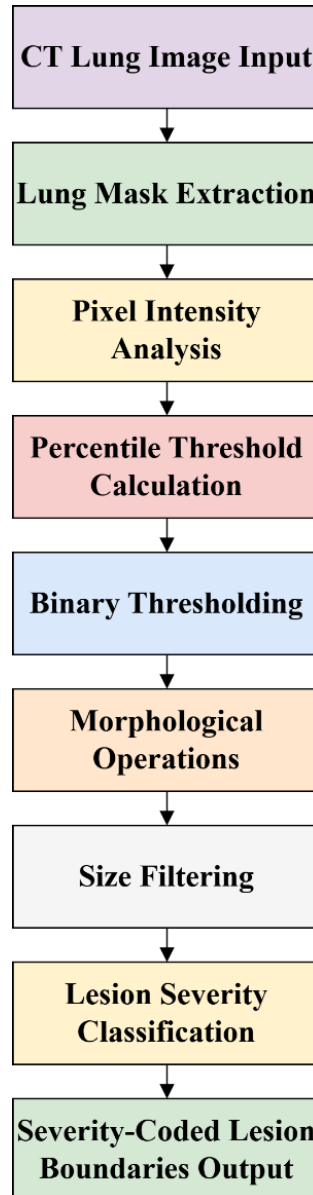 CT Lung Image Input
Lung Mask Extraction
Pixel Intensity
Analysis
Percentile Threshold
Calculation
Binary Thresholding
Morphological
Operations
Size Filtering
Lesion Severity
Classification
Severity-Coded Lesion
Boundaries Output